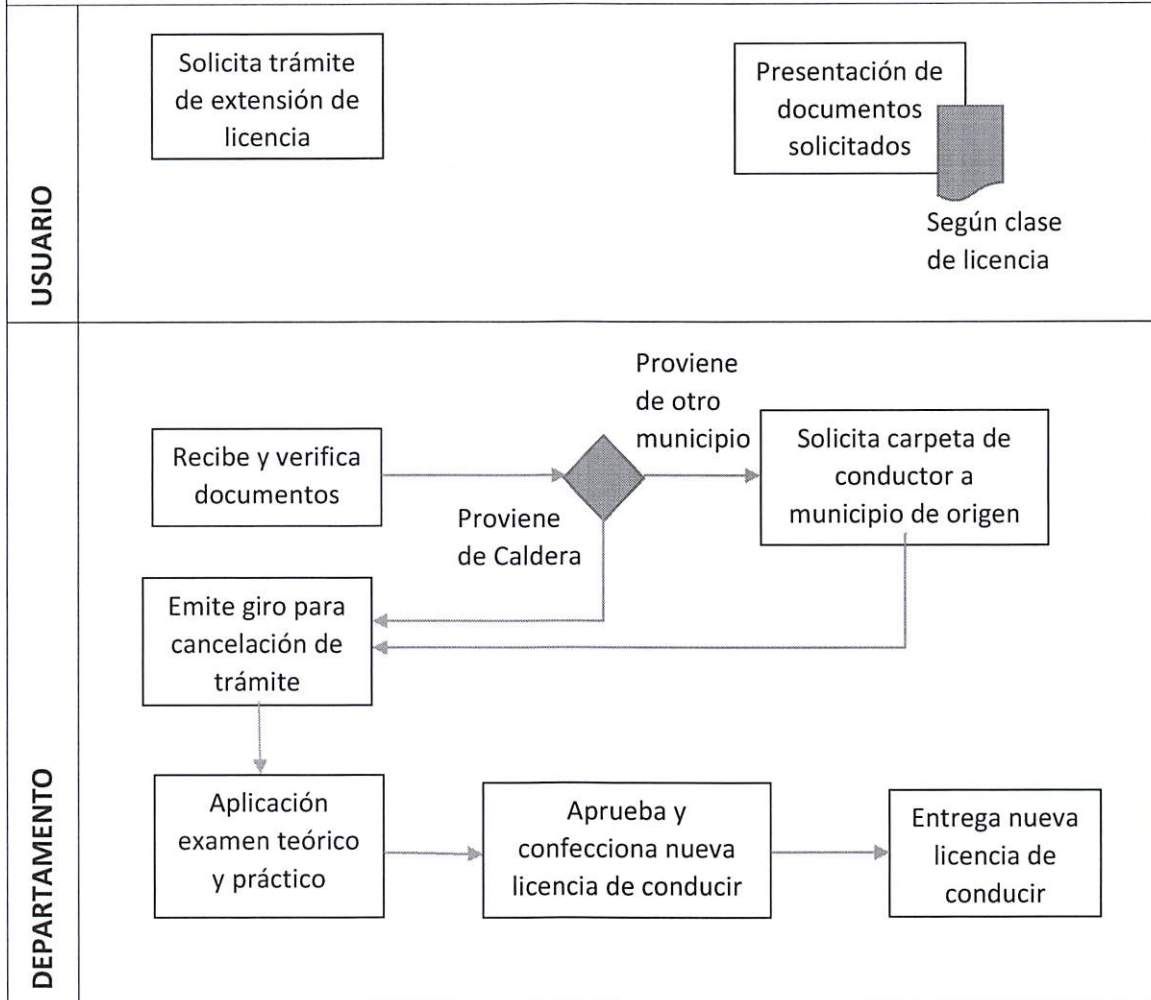 USUARIO
Solicita trámite
de extensión de
licencia
Presentación de
documentos
solicitados
Según clase
de licencia
DEPARTAMENTO
Recibe y verifica
documentos
Proviene
de otro
municipio
Proviene
de Caldera
Solicita carpeta de
conductor a
municipio de origen
Emite giro para
cancelación de
trámite
Aplicación
examen teórico
y práctico
Aprueba y
confecciona nueva
licencia de conducir
Entrega nueva
licencia de
conducir